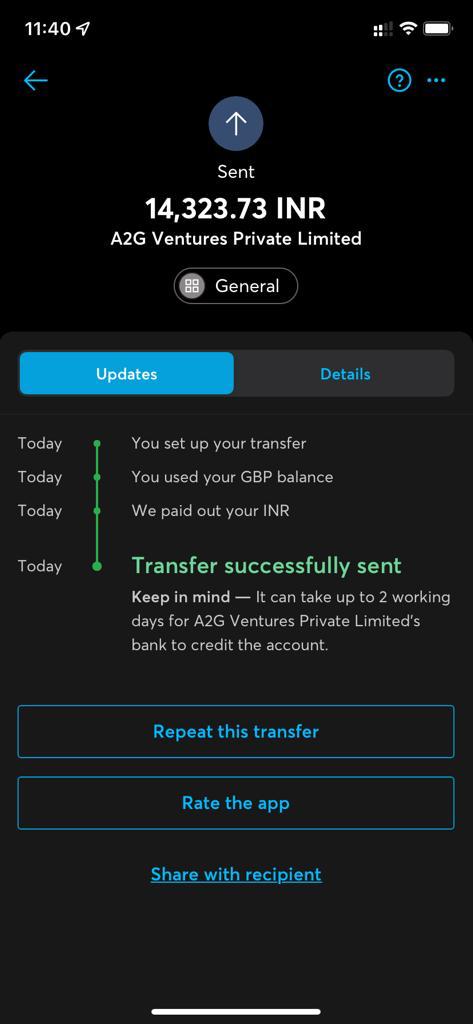 11:40
Sent
14,323.73 INR
A2G Ventures Private Limited
General
Updates
Details
Today
You set up your transfer
Today
You used your GBP balance
Today
We paid out your INR
Today
Transfer successfully sent
Keep in mind — It can take up to 2 working
days for A2G Ventures Private Limited's
bank to credit the account.
Repeat this transfer
Rate the app
Share with recipient